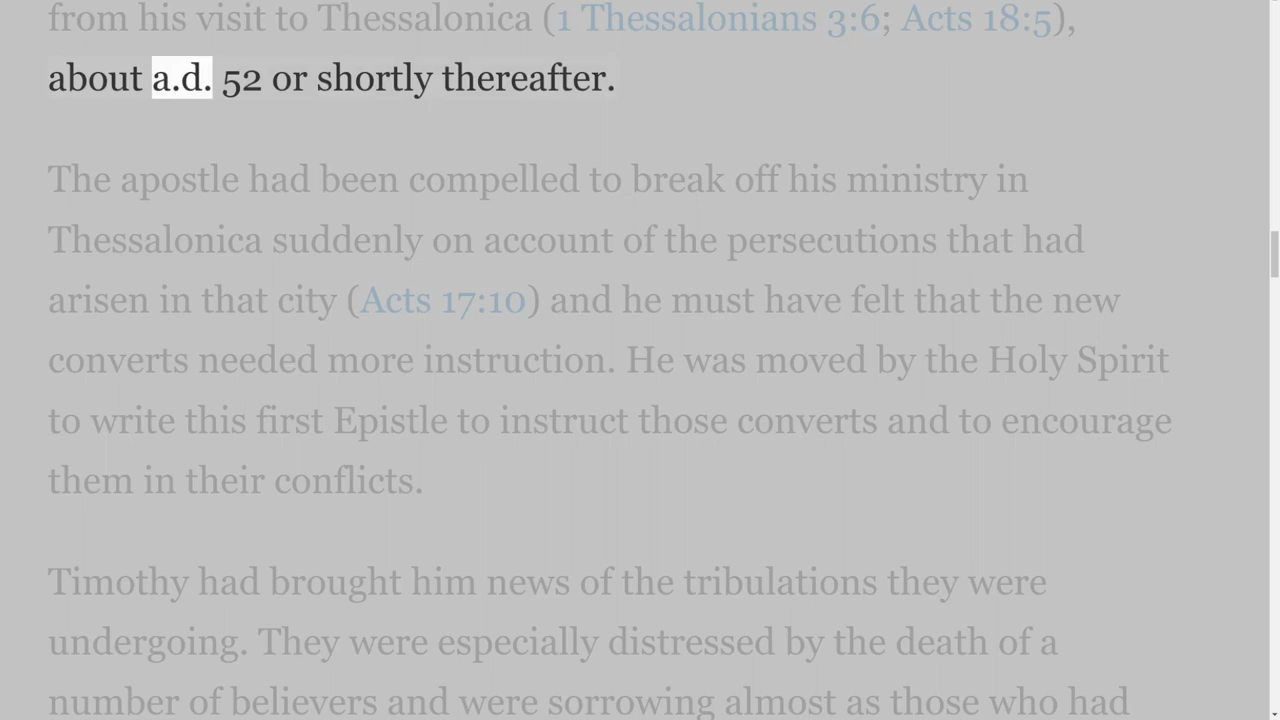 from his visit to Thessalonica (1 Thessalonians 3:6; Acts 18:5),
about a.d. 52 or shortly thereafter.
The apostle had been compelled to break off his ministry in
Thessalonica suddenly on account of the persecutions that had
arisen in that city (Acts 17:10) and he must have felt that the new
converts needed more instruction. He was moved by the Holy Spirit
to write this first Epistle to instruct those converts and to encourage
them in their conflicts.
Timothy had brought him news of the tribulations they were
undergoing. They were especially distressed by the death of a
number of believers and were sorrowing almost as those who had